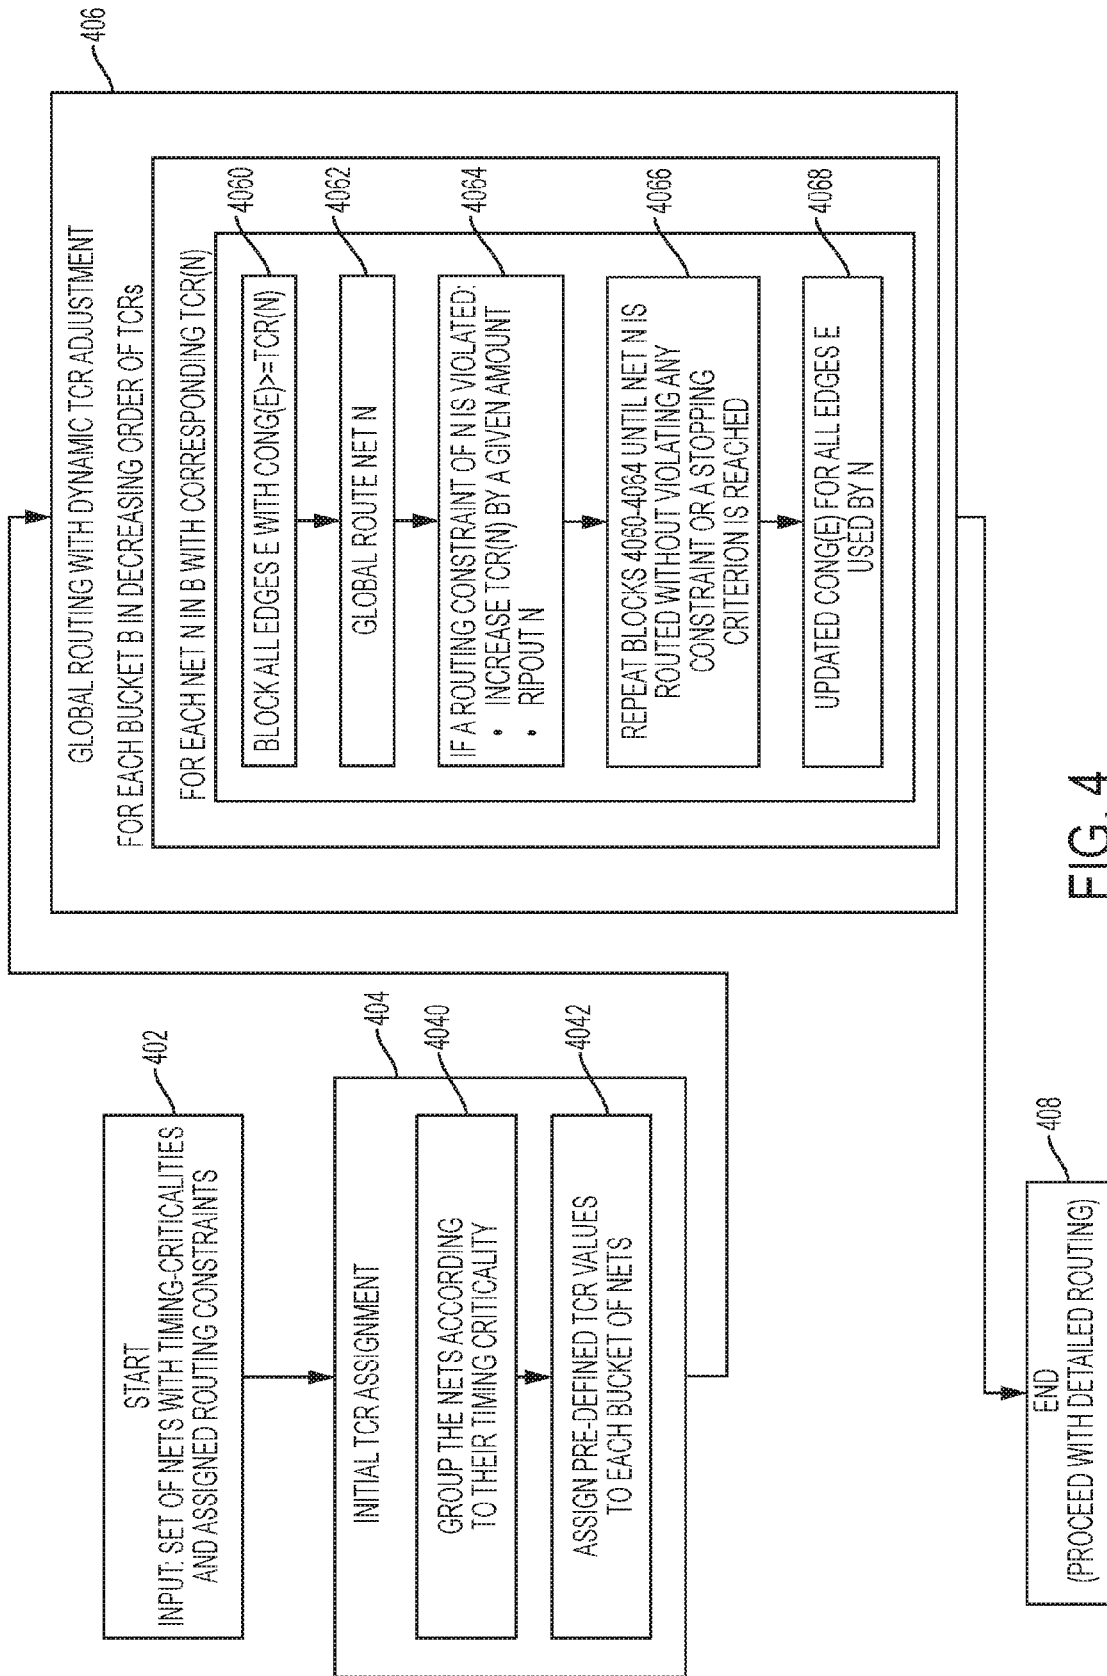 START
INPUT: SET OF NETS WITH TIMING-CRITICALITIES
AND ASSIGNED ROUTING CONSTRAINTS
402
INITIAL TCR ASSIGNMENT
404
GROUP THE NETS ACCORDING
TO THEIR TIMING CRITICALITY
4040
ASSIGN PRE-DEFINED TCR VALUES
TO EACH BUCKET OF NETS
4042
GLOBAL ROUTING WITH DYNAMIC TCR ADJUSTMENT
406
FOR EACH BUCKET B IN DECREASING ORDER OF TCRs
FOR EACH NET N IN B WITH CORRESPONDING TCR(N)
BLOCK ALL EDGES E WITH CONG(E)>=TCR(N)
4060
GLOBAL ROUTE NET N
4062
IF A ROUTING CONSTRAINT OF N IS VIOLATED:
• INCREASE TCR(N) BY A GIVEN AMOUNT
• RIPOUT N
4064
REPEAT BLOCKS 4060-4064 UNTIL NET N IS
ROUTED WITHOUT VIOLATING ANY
CONSTRAINT OR A STOPPING
CRITERION IS REACHED
4066
UPDATED CONG(E) FOR ALL EDGES E
USED BY N
4068
END
(PROCEED WITH DETAILED ROUTING)
408
FIG. 4